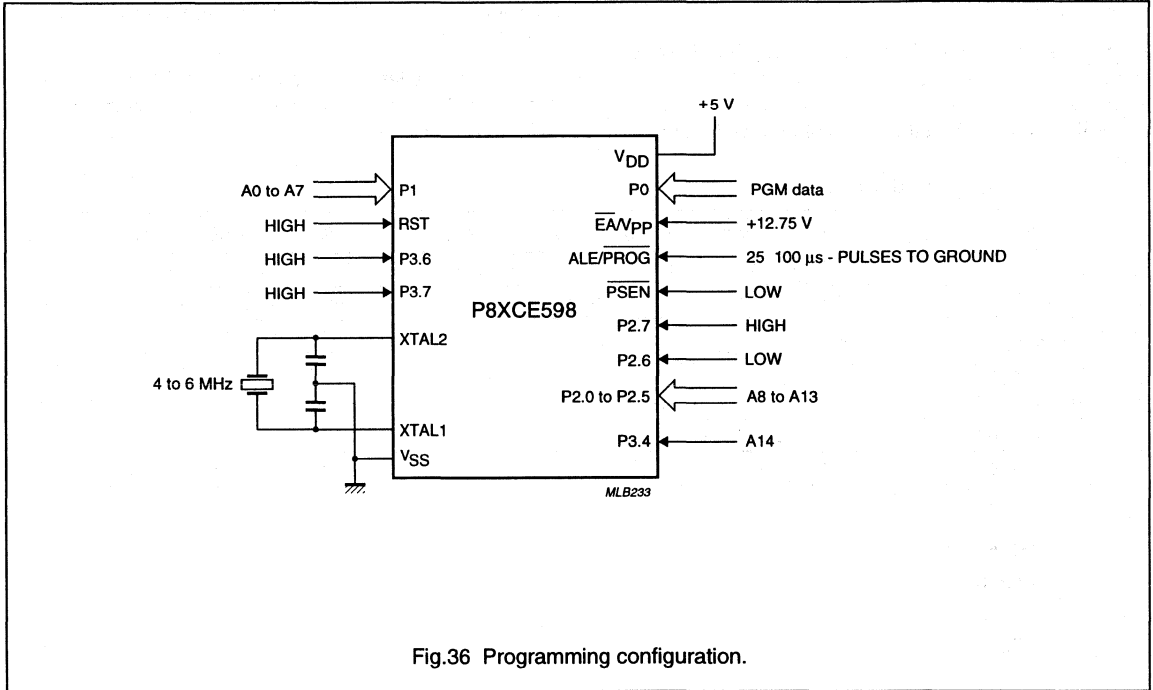 +5 V
VDD
A0 to A7
P1
P0
PGM data
HIGH
RST
EA/VPP
+12.75 V
HIGH
P3.6
ALE/PROG
25 100 µs - PULSES TO GROUND
HIGH
P3.7
PSEN
LOW
P8XCE598
P2.7
HIGH
XTAL2
P2.6
LOW
4 to 6 MHz
P2.0 to P2.5
A8 to A13
XTAL1
P3.4
A14
VSS
MLB233
Fig.36 Programming configuration.